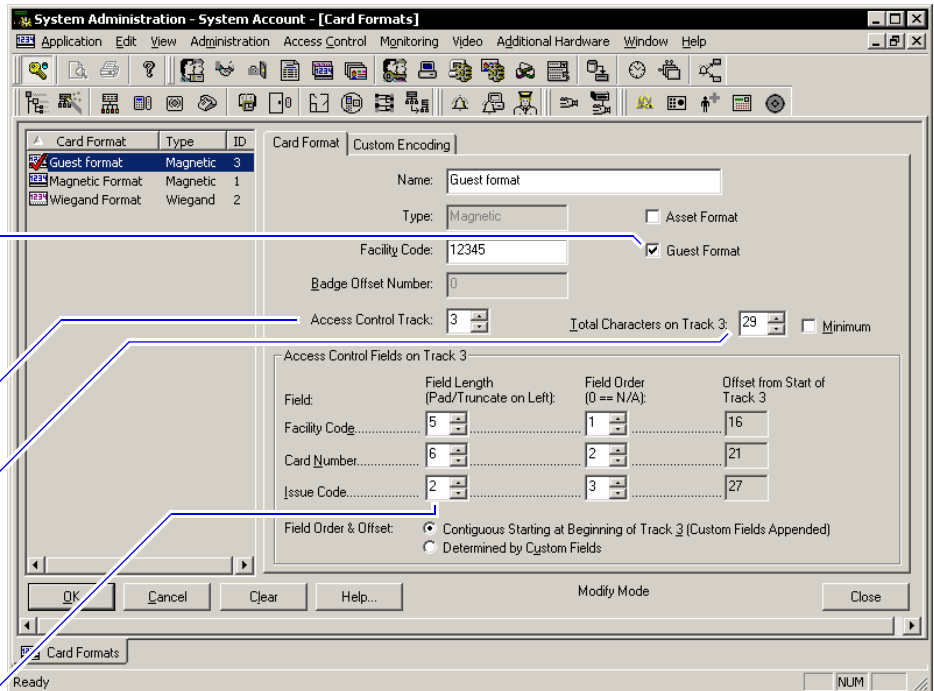 System Administration - System Account - [Card Formats]
Application Edit View Administration Access Control Monitoring Video Additional Hardware Window Help
Card Format Type ID
Guest format Magnetic 3
Magnetic Format Magnetic 1
Wiegand Format Wiegand 2
Card Format Custom Encoding
Name: Guest format
Type: Magnetic Asset Format
Facility Code: 12345 Guest Format
Badge Offset Number: 0
Access Control Track: 3 Total Characters on Track 3: 29 Minimum
Access Control Fields on Track 3
Field: Field Length (Pad/Truncate on Left): Field Order (0 == N/A): Offset from Start of Track 3
Facility Code 5 1 16
Card Number 6 2 21
Issue Code 2 3 27
Field Order & Offset: Contiguous Starting at Beginning of Track 3 (Custom Fields Appended)
Determined by Custom Fields
OK Cancel Clear Help... Modify Mode Close
Card Formats
Ready NUM